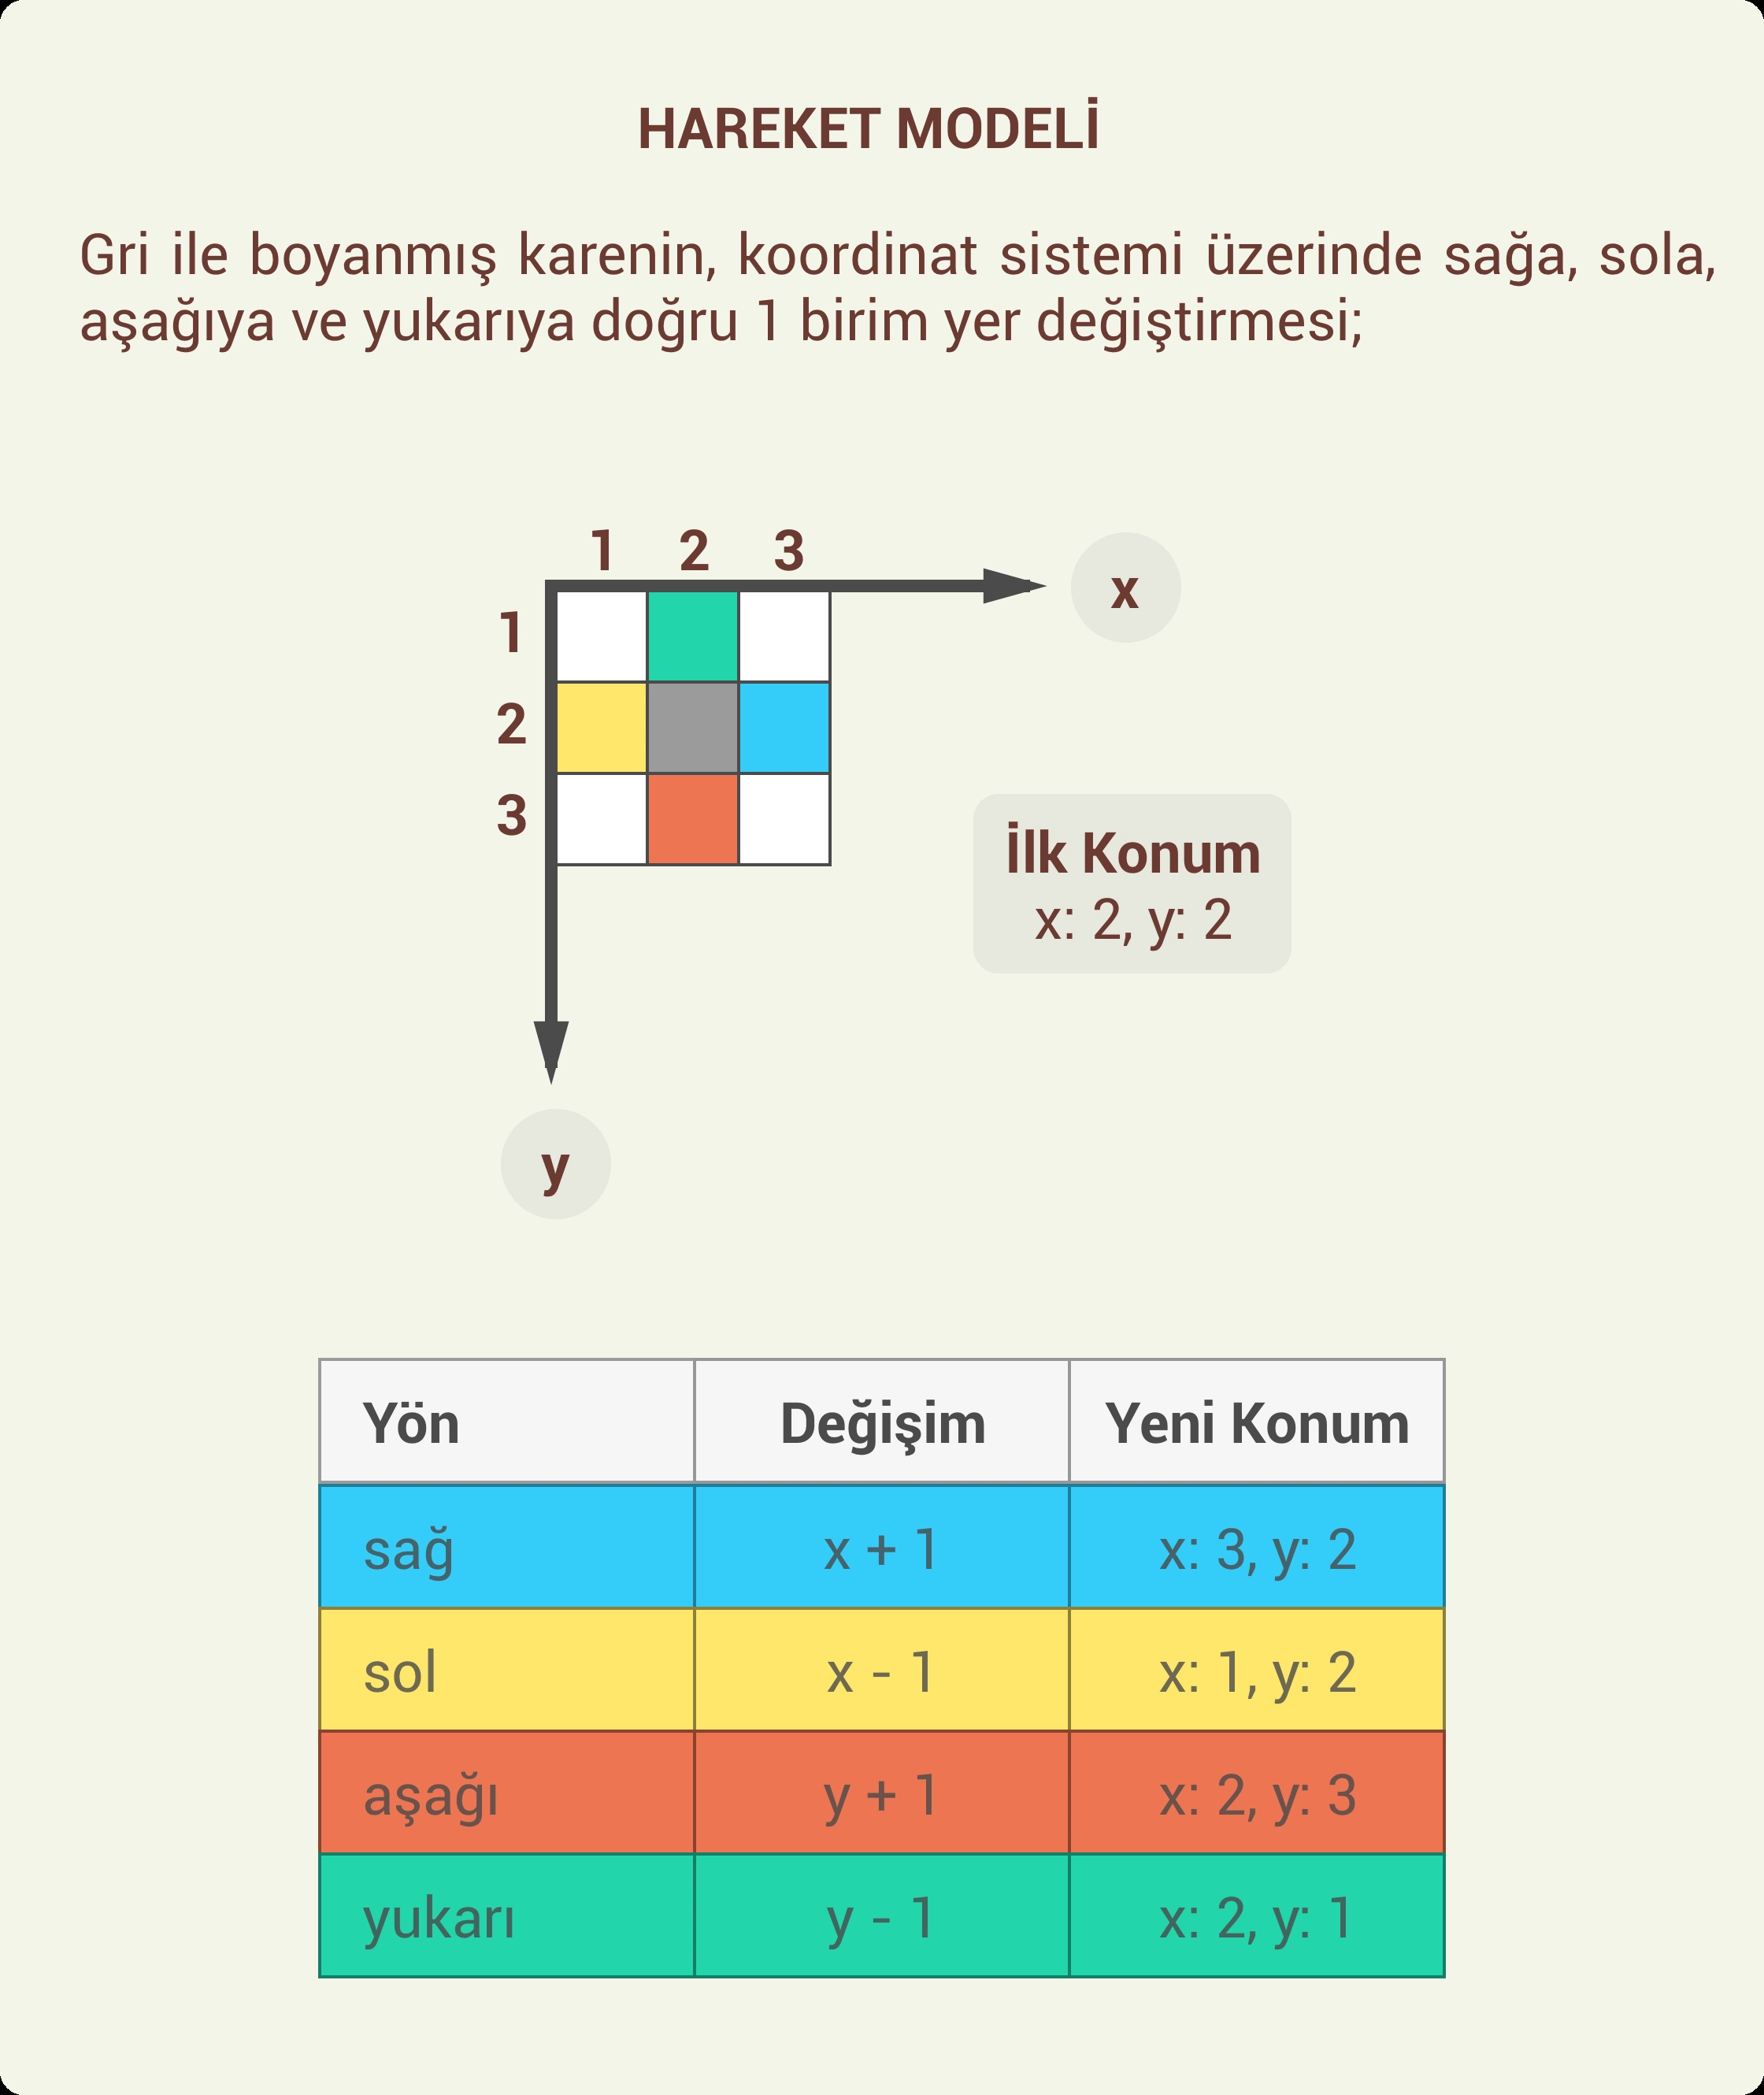 HAREKET MODELİ
Gri ile boyanmış karenin, koordinat sistemi üzerinde sağa, sola,
aşağıya ve yukarıya doğru 1 birim yer değiştirmesi;
1 2 3
x
1
2
3
İlk Konum
x: 2, y: 2
y
Yön Değişim Yeni Konum
sağ x + 1 x: 3, y: 2
sol x - 1 x: 1, y: 2
aşağı y + 1 x: 2, y: 3
yukarı y - 1 x: 2, y: 1